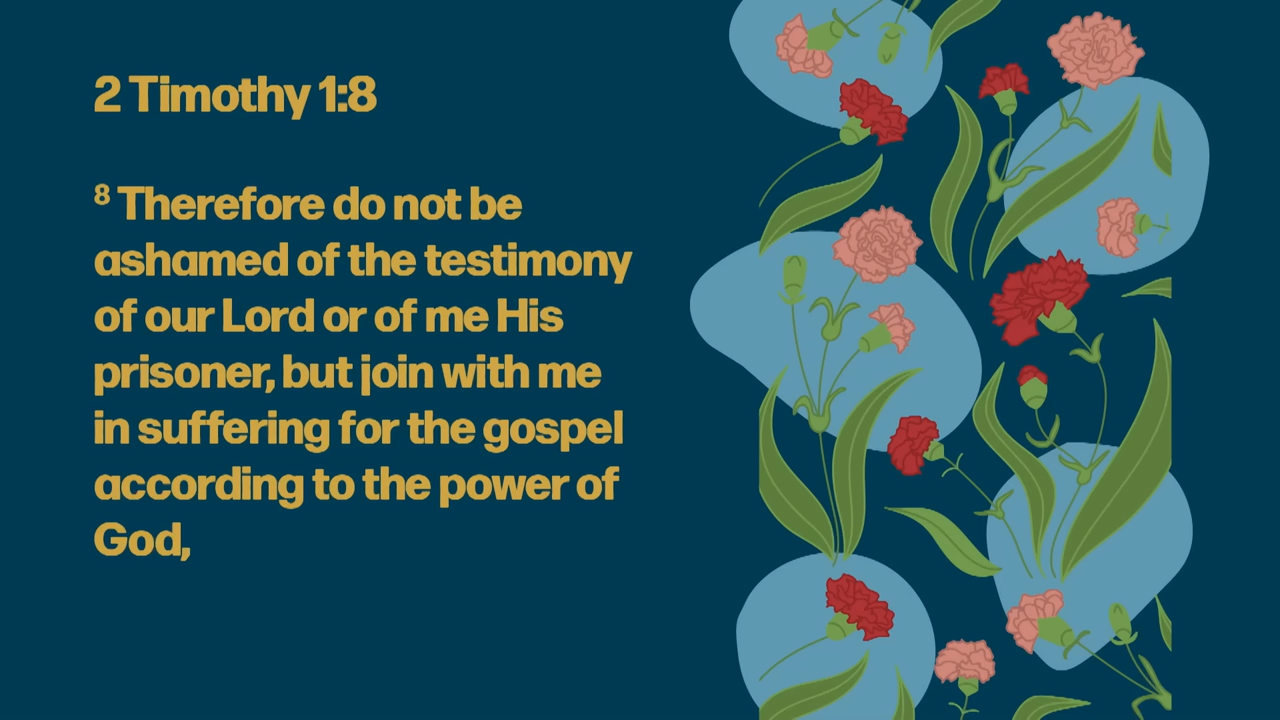 2 Timothy 1:8
⁸ Therefore do not be
ashamed of the testimony
of our Lord or of me His
prisoner, but join with me
in suffering for the gospel
according to the power of
God,